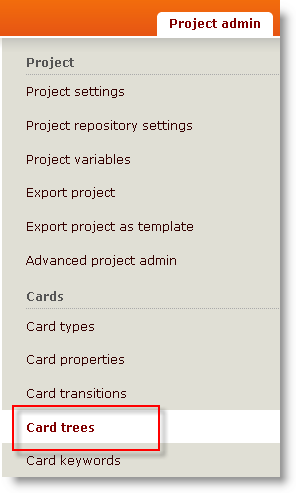 Project admin
Project
Project settings
Project repository settings
Project variables
Export project
Export project as template
Advanced project admin
Cards
Card types
Card properties
Card transitions
Card trees
Card keywords